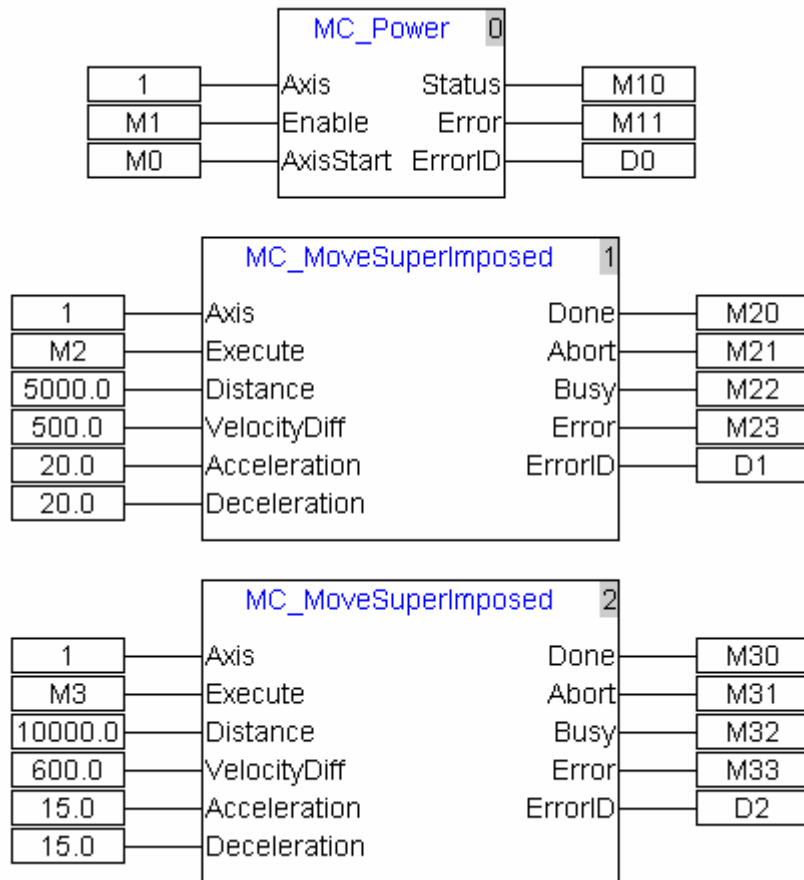 MC_Power 0
1 Axis Status M10
M1 Enable Error M11
M0 AxisStart ErrorID D0
MC_MoveSuperImposed 1
1 Axis Done M20
M2 Execute Abort M21
5000.0 Distance Busy M22
500.0 VelocityDiff Error M23
20.0 Acceleration ErrorID D1
20.0 Deceleration
MC_MoveSuperImposed 2
1 Axis Done M30
M3 Execute Abort M31
10000.0 Distance Busy M32
600.0 VelocityDiff Error M33
15.0 Acceleration ErrorID D2
15.0 Deceleration